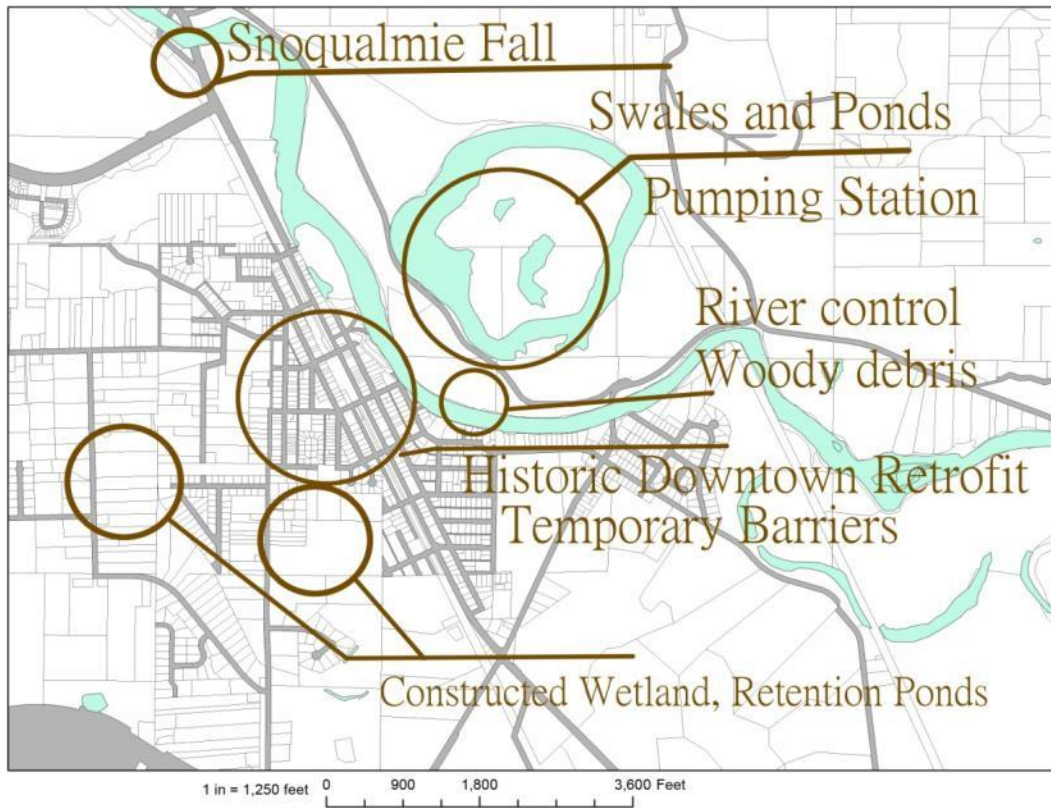 Snoqualmie Fall
Swales and Ponds
Pumping Station
River control
Woody debris
Historic Downtown Retrofit
Temporary Barriers
Constructed Wetland, Retention Ponds
1 in = 1,250 feet 0 900 1,800 3,600 Feet